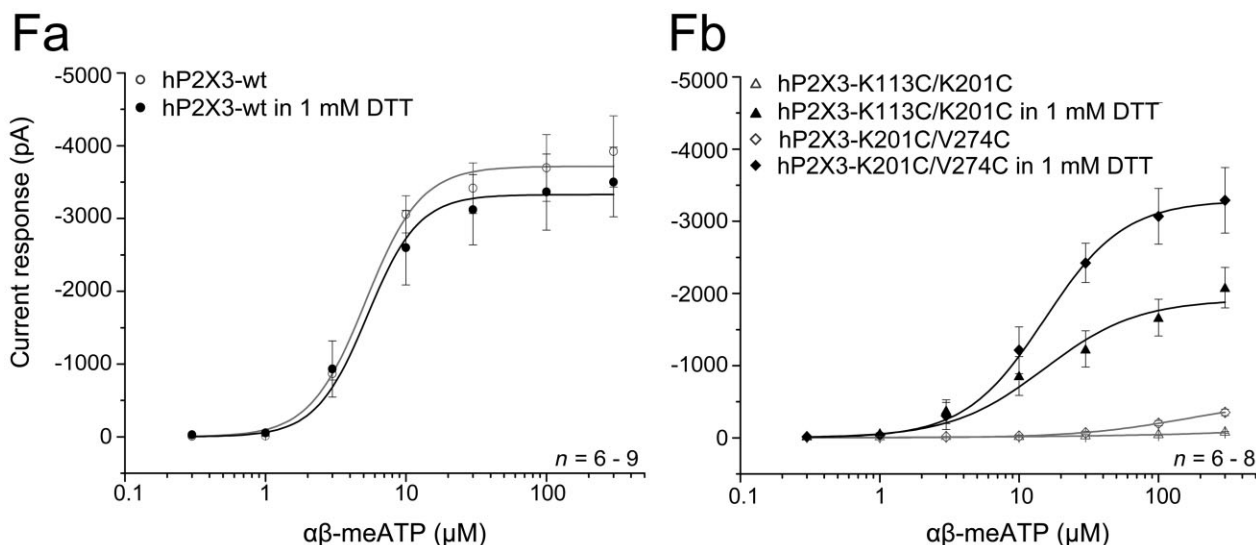 Fa
-5000
-4000
-3000
-2000
-1000
0
Current response (pA)
hP2X3-wt
hP2X3-wt in 1 mM DTT
n = 6 - 9
0.1 1 10 100 1000
αβ-meATP (µM)
Fb
-5000
-4000
-3000
-2000
-1000
0
hP2X3-K113C/K201C
hP2X3-K113C/K201C in 1 mM DTT
hP2X3-K201C/V274C
hP2X3-K201C/V274C in 1 mM DTT
n = 6 - 8
0.1 1 10 100 1000
αβ-meATP (µM)